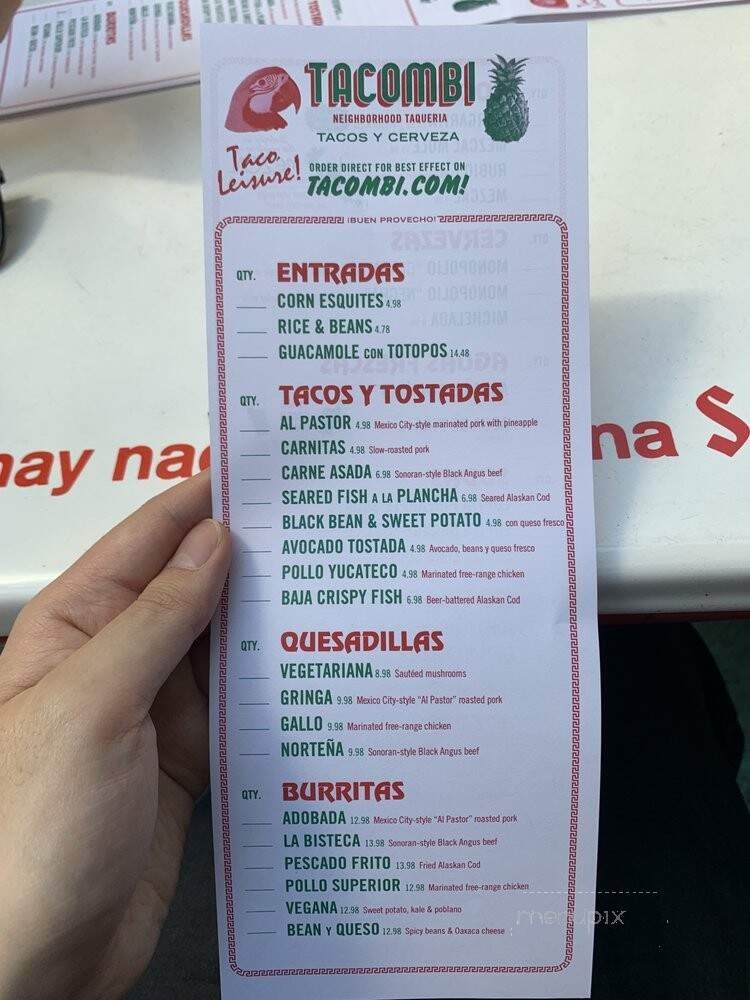 TACOMBI
NEIGHBORHOOD TAQUERIA
TACOS Y CERVEZA
Taco Leisure!
ORDER DIRECT FOR BEST EFFECT ON
TACOMBI.COM!
¡BUEN PROVECHO!
QTY. ENTRADAS
CORN ESQUITES 4.98
RICE & BEANS 4.78
GUACAMOLE CON TOTOPOS 14.48
QTY. TACOS Y TOSTADAS
AL PASTOR 4.98 Mexico City-style marinated pork with pineapple
CARNITAS 4.98 Slow-roasted pork
CARNE ASADA 6.98 Sonoran-style Black Angus beef
SEARED FISH A LA PLANCHA 6.98 Seared Alaskan Cod
BLACK BEAN & SWEET POTATO 4.98 con queso fresco
AVOCADO TOSTADA 4.98 Avocado, beans y queso fresco
POLLO YUCATECO 4.98 Marinated free-range chicken
BAJA CRISPY FISH 6.98 Beer-battered Alaskan Cod
QTY. QUESADILLAS
VEGETARIANA 8.98 Sautéed mushrooms
GRINGA 9.98 Mexico City-style "Al Pastor" roasted pork
GALLO 9.98 Marinated free-range chicken
NORTEÑA 9.98 Sonoran-style Black Angus beef
QTY. BURRITAS
ADOBADA 12.98 Mexico City-style "Al Pastor" roasted pork
LA BISTECA 13.98 Sonoran-style Black Angus beef
PESCADO FRITO 13.98 Fried Alaskan Cod
POLLO SUPERIOR 12.98 Marinated free-range chicken
VEGANA 12.98 Sweet potato, kale & poblano
BEAN Y QUESO 12.98 Spicy beans & Oaxaca cheese
hay na
na S
menupix